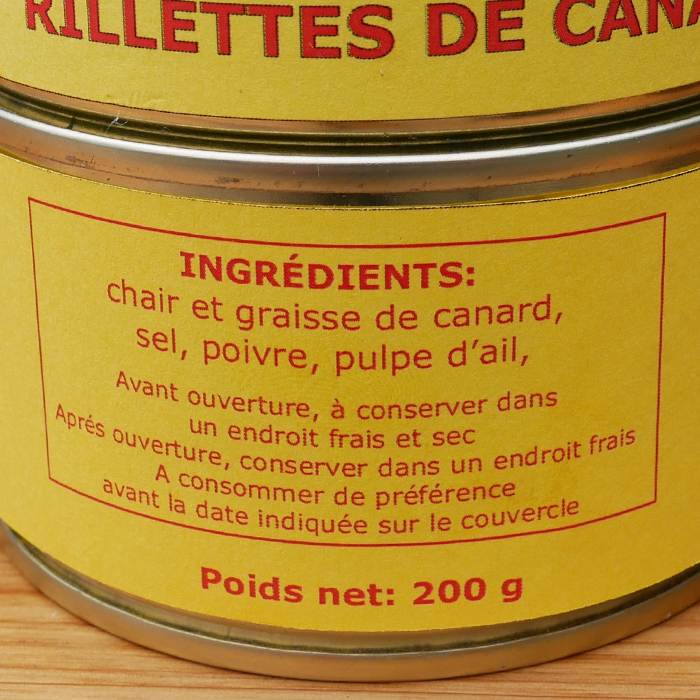 RILLETTES DE CANA
INGRÉDIENTS:
chair et graisse de canard,
sel, poivre, pulpe d'ail,
Avant ouverture, à conserver dans
un endroit frais et sec
Aprés ouverture, conserver dans un endroit frais
A consommer de préférence
avant la date indiquée sur le couvercle
Poids net: 200 g